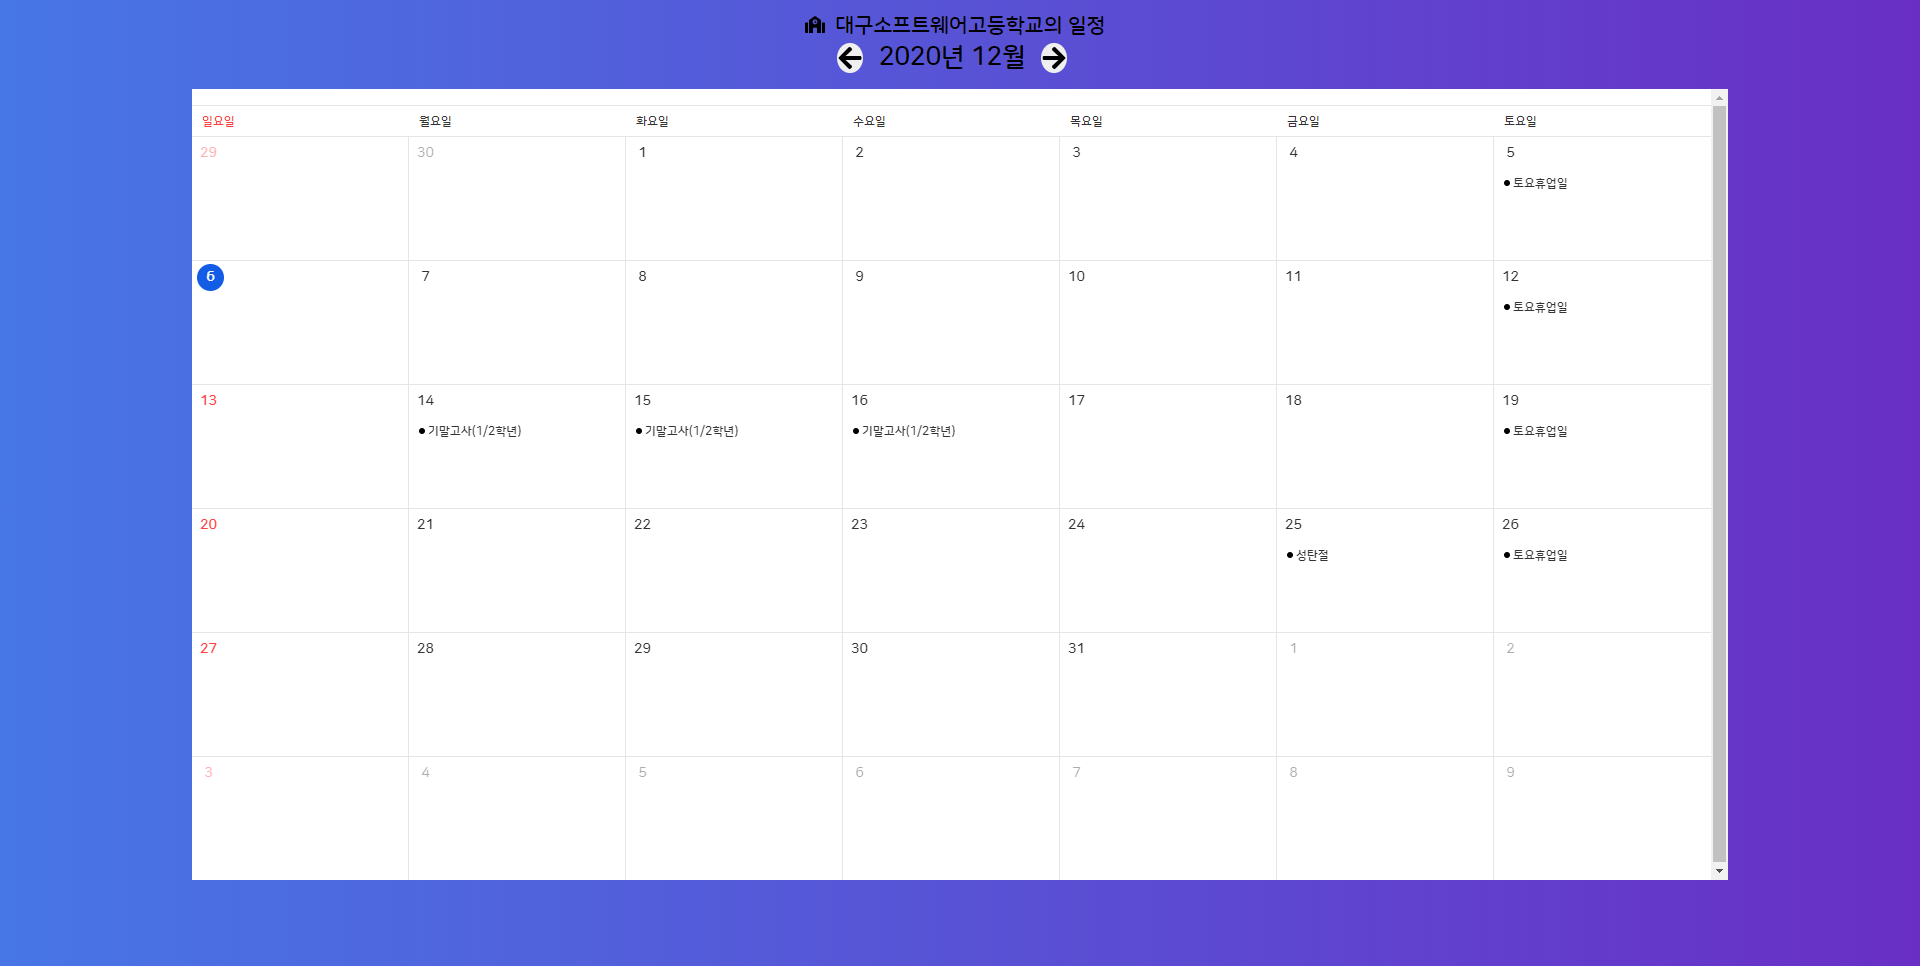 대구소프트웨어고등학교의 일정
2020년 12월
일요일 월요일 화요일 수요일 목요일 금요일 토요일
29 30 1 2 3 4 5
● 토요휴업일
6 7 8 9 10 11 12
● 토요휴업일
13 14 15 16 17 18 19
● 기말고사(1/2학년) ● 기말고사(1/2학년) ● 기말고사(1/2학년) ● 토요휴업일
20 21 22 23 24 25 26
● 성탄절 ● 토요휴업일
27 28 29 30 31 1 2
3 4 5 6 7 8 9